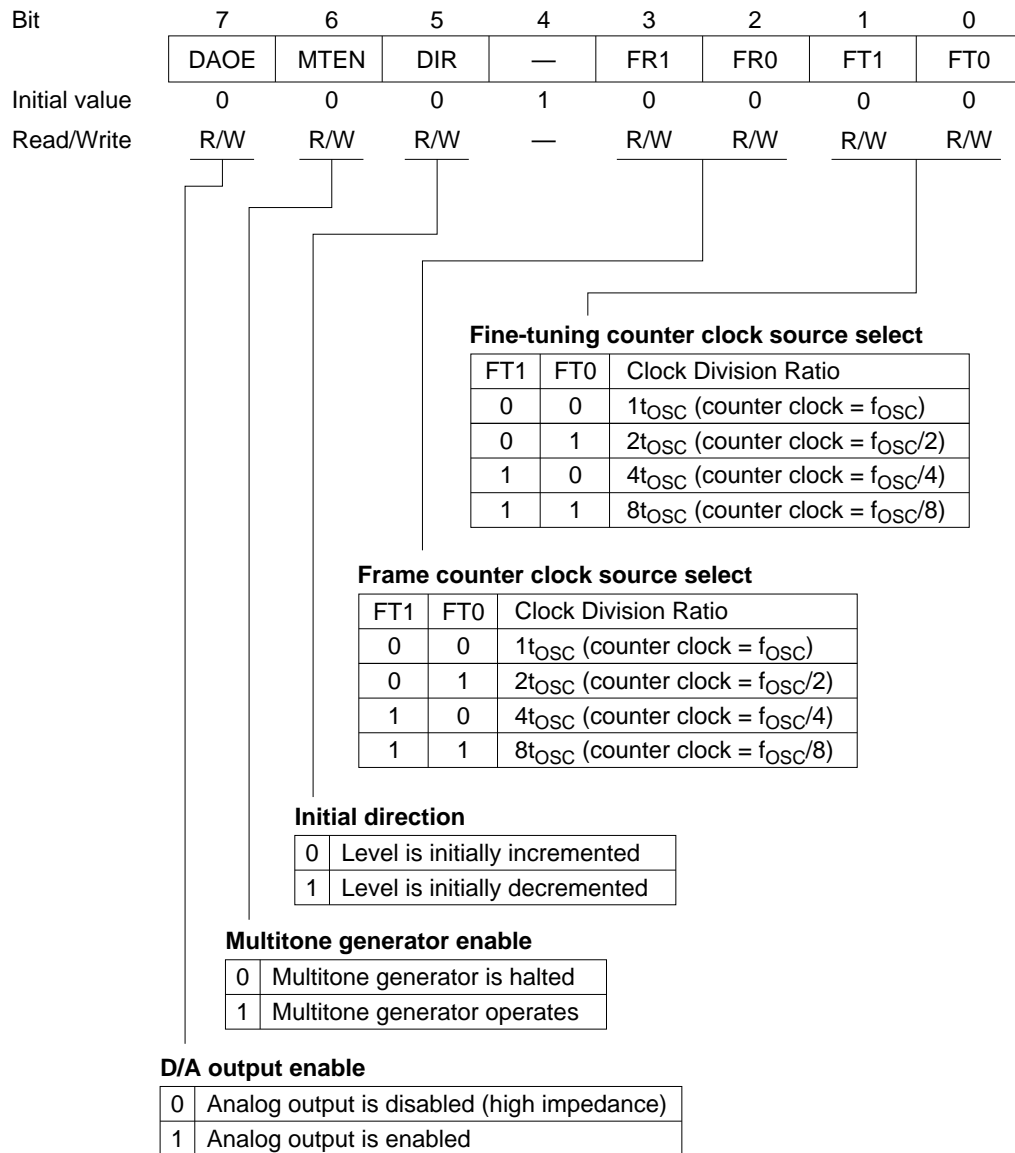 Bit 7 6 5 4 3 2 1 0
DAOE MTEN DIR — FR1 FR0 FT1 FT0
Initial value 0 0 0 1 0 0 0 0
Read/Write R/W R/W R/W — R/W R/W R/W R/W
Fine-tuning counter clock source select
FT1 FT0 Clock Division Ratio
0 0 1tOSC (counter clock = fOSC)
0 1 2tOSC (counter clock = fOSC/2)
1 0 4tOSC (counter clock = fOSC/4)
1 1 8tOSC (counter clock = fOSC/8)
Frame counter clock source select
FT1 FT0 Clock Division Ratio
0 0 1tOSC (counter clock = fOSC)
0 1 2tOSC (counter clock = fOSC/2)
1 0 4tOSC (counter clock = fOSC/4)
1 1 8tOSC (counter clock = fOSC/8)
Initial direction
0 Level is initially incremented
1 Level is initially decremented
Multitone generator enable
0 Multitone generator is halted
1 Multitone generator operates
D/A output enable
0 Analog output is disabled (high impedance)
1 Analog output is enabled